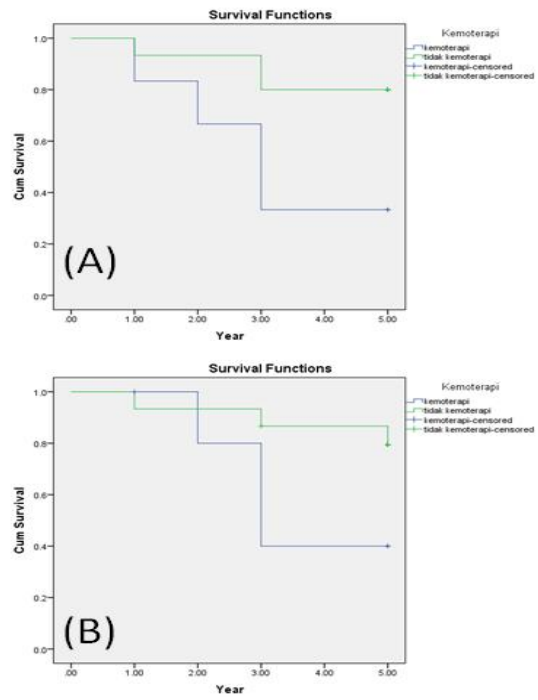 Survival Functions
Kemoterapi
kemoterapi
tidak kemoterapi
kemoterapi-censored
tidak kemoterapi-censored
1.0
0.8
0.6
0.4
0.2
0.0
Cum Survival
(A)
.00 1.00 2.00 3.00 4.00 5.00
Year
Survival Functions
Kemoterapi
kemoterapi
tidak kemoterapi
kemoterapi-censored
tidak kemoterapi-censored
1.0
0.8
0.6
0.4
0.2
0.0
Cum Survival
(B)
.00 1.00 2.00 3.00 4.00 5.00
Year